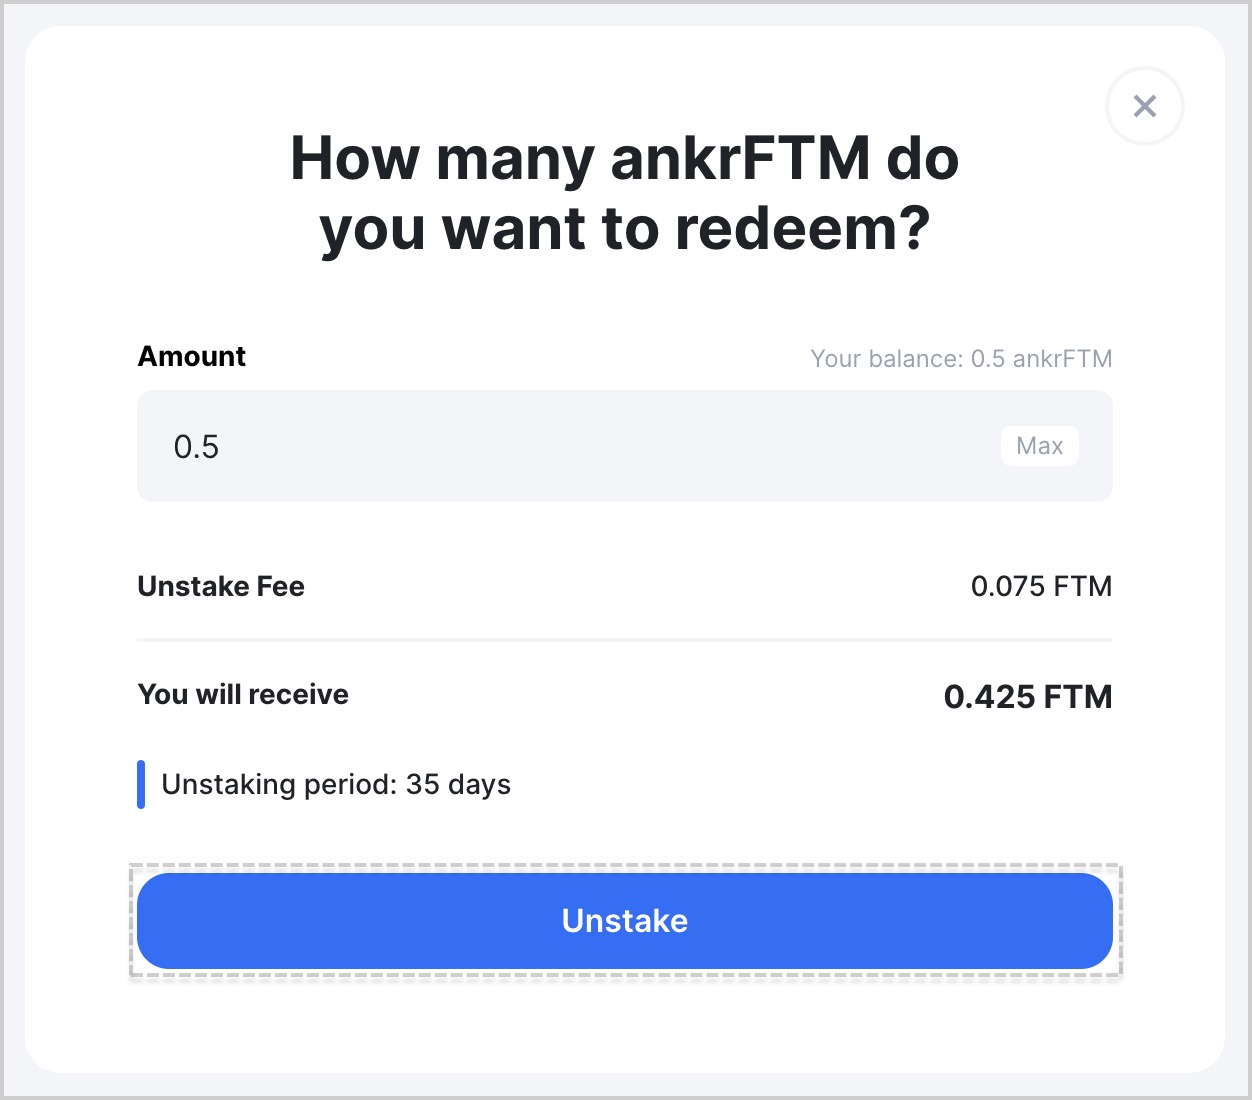 How many ankrFTM do
you want to redeem?
Amount
Your balance: 0.5 ankrFTM
0.5
Max
Unstake Fee
0.075 FTM
You will receive
0.425 FTM
Unstaking period: 35 days
Unstake